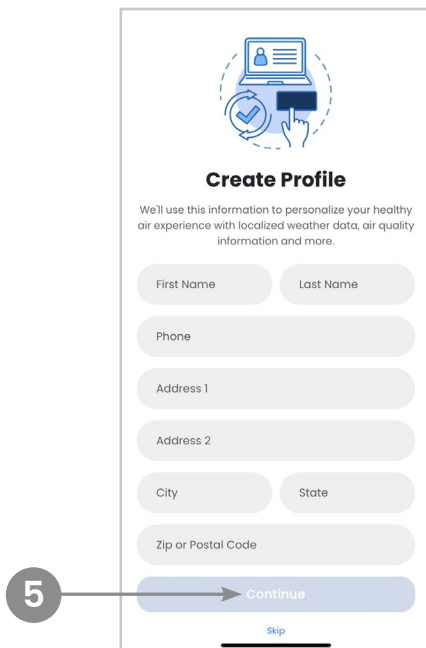 Create Profile
We'll use this information to personalize your healthy
air experience with localized weather data, air quality
information and more.
First Name Last Name
Phone
Address 1
Address 2
City State
Zip or Postal Code
5 Continue
Skip